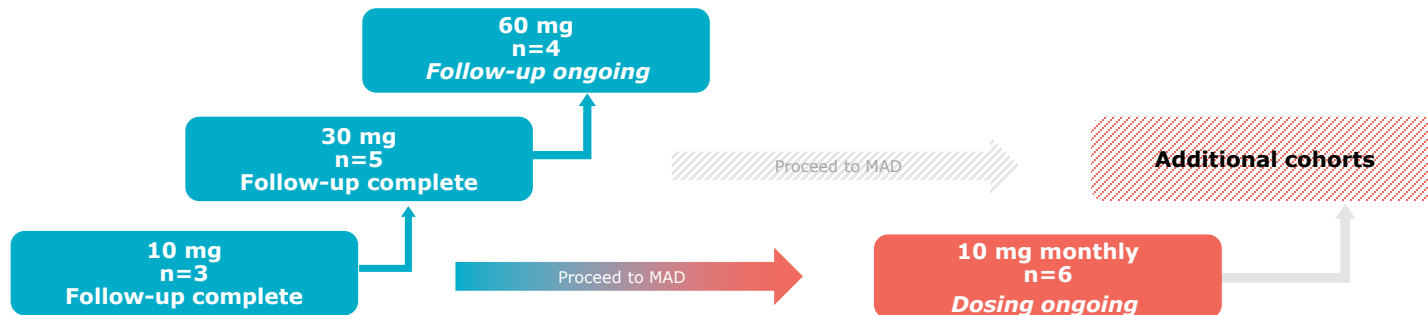 60 mg
n=4
Follow-up ongoing
30 mg
n=5
Follow-up complete
Proceed to MAD
Additional cohorts
10 mg
n=3
Follow-up complete
Proceed to MAD
10 mg monthly
n=6
Dosing ongoing